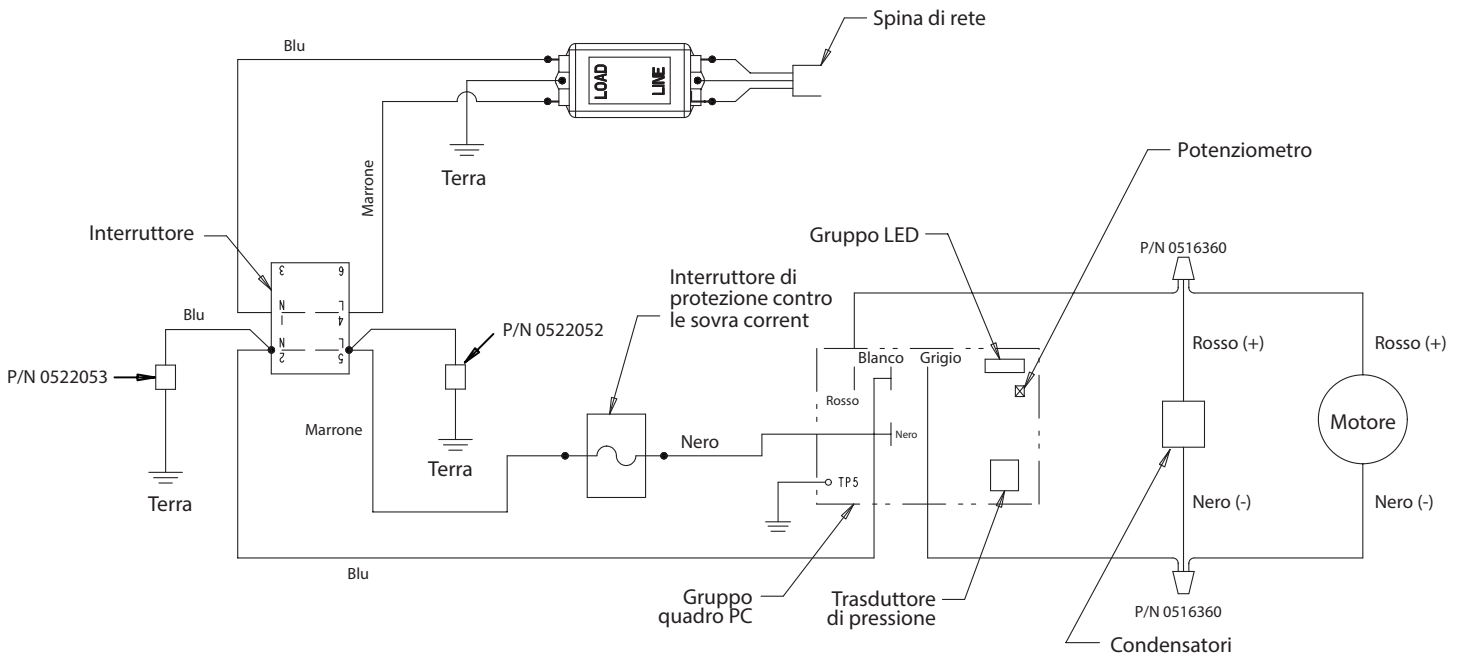 Spina di rete
Blu
LOAD
LINE
Terra
Marrone
Potenziometro
Interruttore
Gruppo LED
P/N 0516360
3
6
N
L
1
4
N
L
2
5
Blu
Interruttore di
protezione contro
le sovra corrent
P/N 0522052
P/N 0522053
Rosso (+)
Rosso (+)
Blanco
Grigio
Rosso
Motore
Marrone
Nero
Nero
Terra
Terra
TP5
Nero (-)
Nero (-)
Blu
Gruppo
quadro PC
Trasduttore
di pressione
P/N 0516360
Condensatori